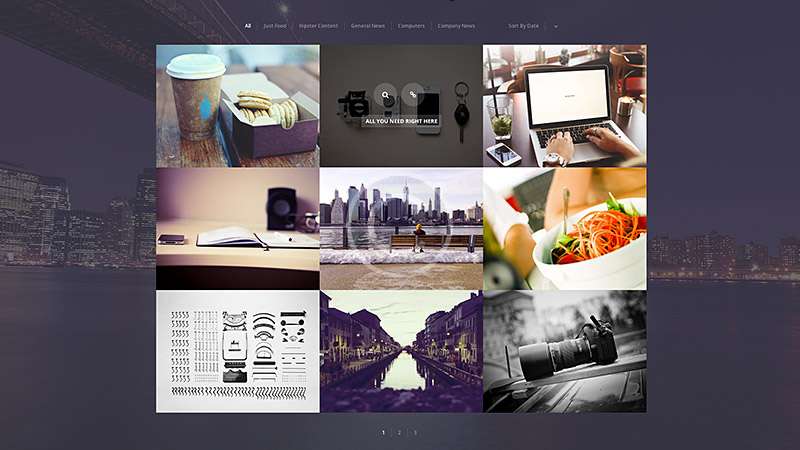 All Just Food Hipster Content General News Computers Company News Sort By Date
ALL YOU NEED RIGHT HERE
1 2 3